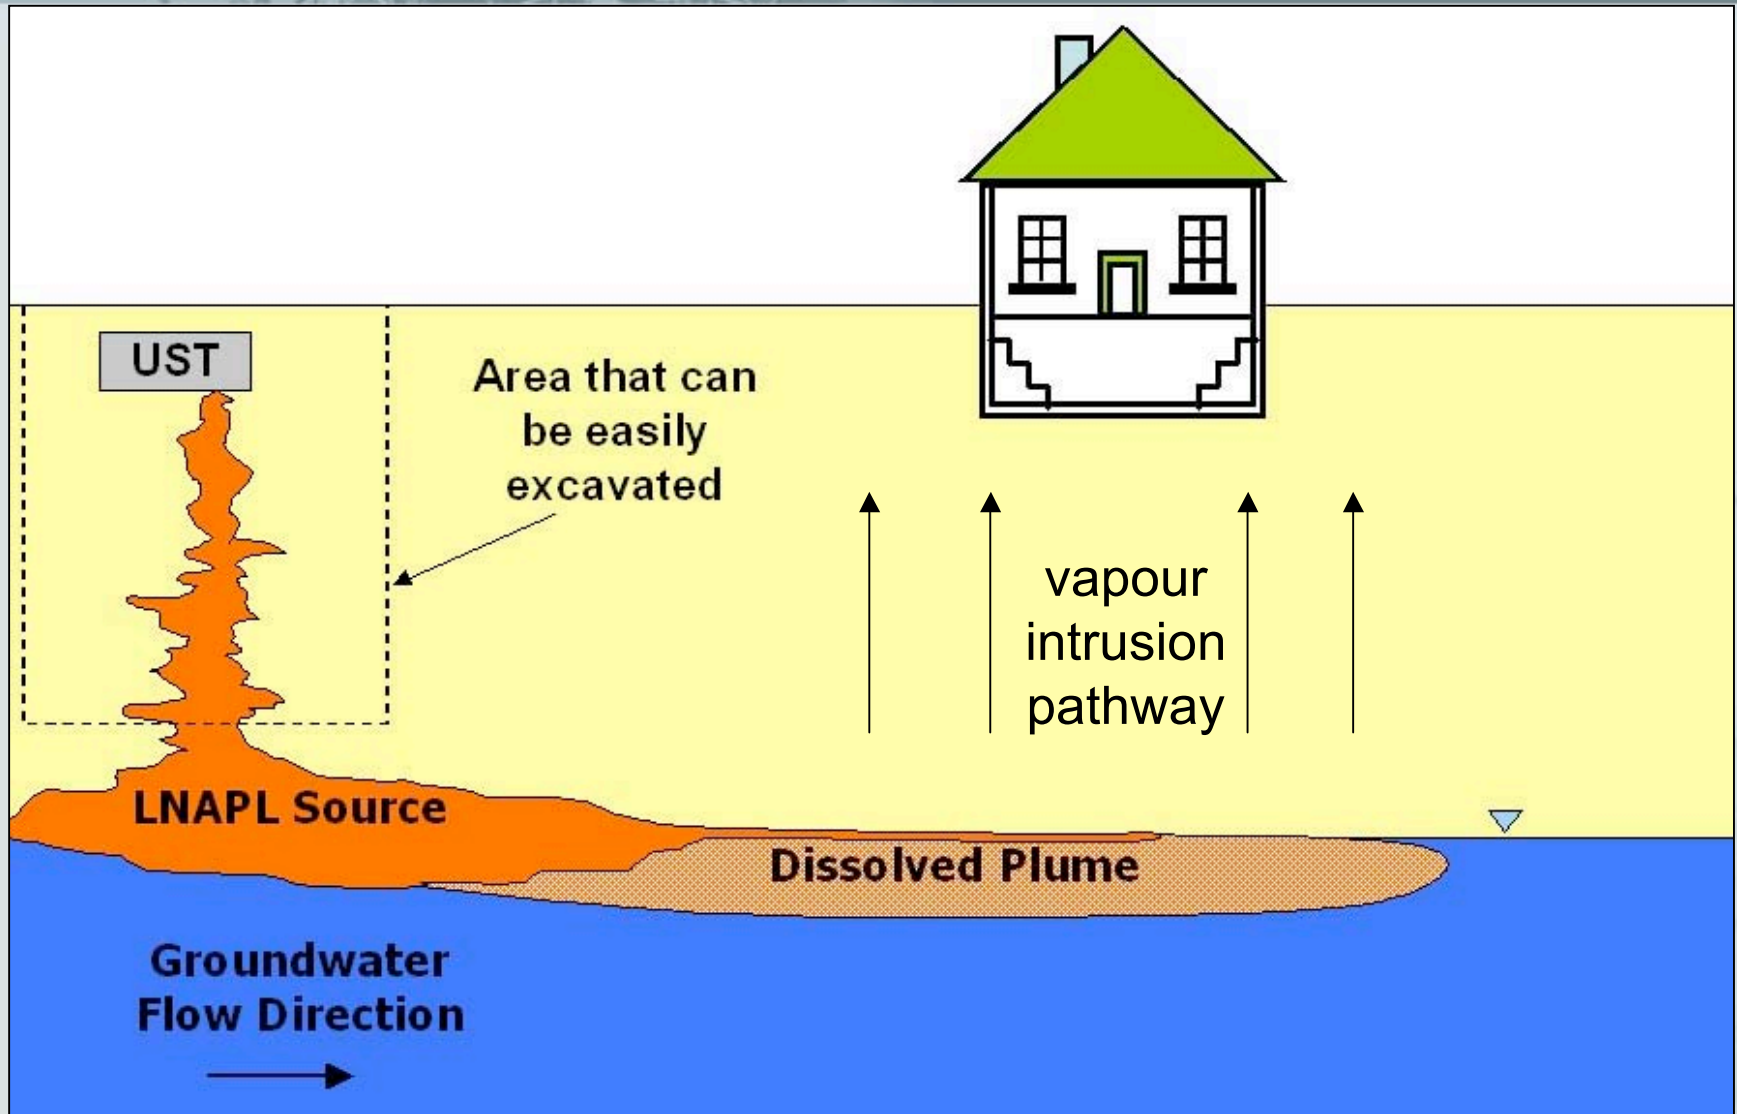 UST
Area that can
be easily
excavated
vapour
intrusion
pathway
LNAPL Source
Dissolved Plume
Groundwater
Flow Direction